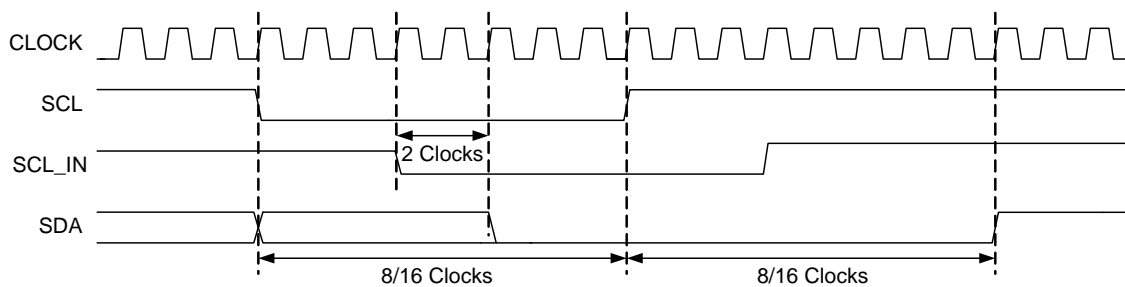 CLOCK
SCL
2 Clocks
SCL_IN
SDA
8/16 Clocks 8/16 Clocks